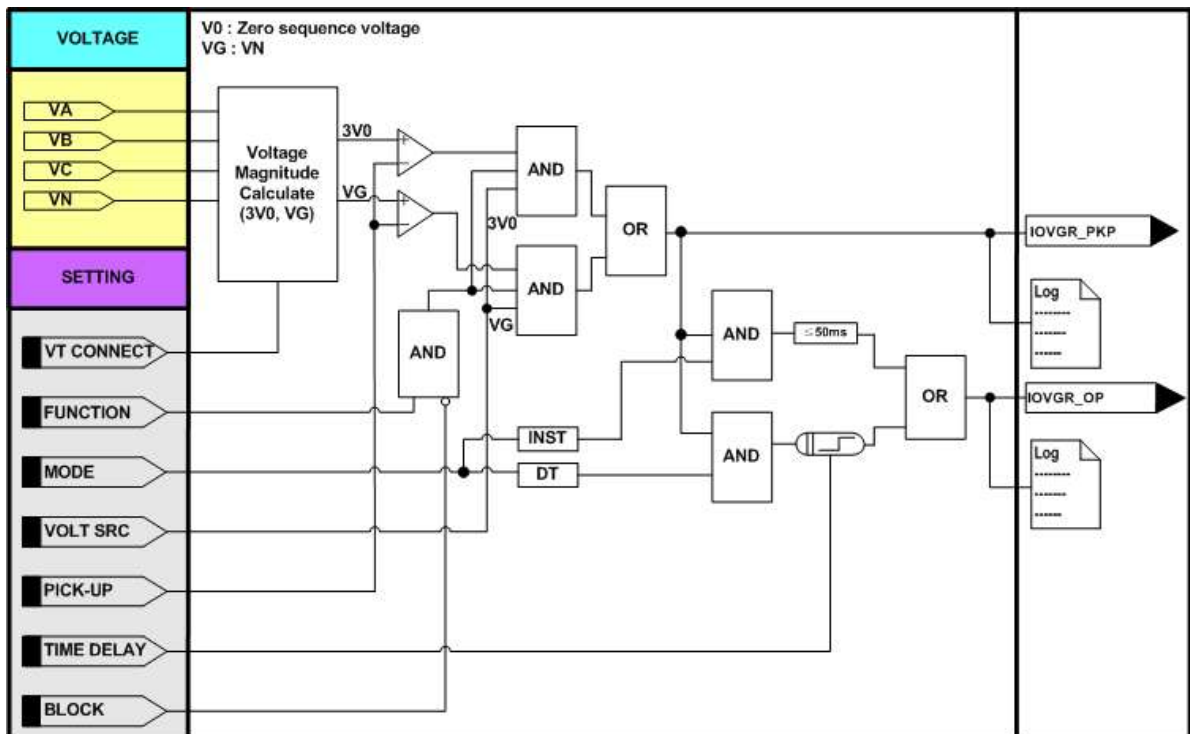 VOLTAGE
V0 : Zero sequence voltage
VG : VN
VA
VB
VC
VN
Voltage
Magnitude
Calculate
(3V0, VG)
3V0
VG
AND
3V0
OR
IOVGR_PKP
SETTING
AND
VG
Log
--------
-------
------
VT CONNECT
AND
AND
≤50ms
OR
IOVGR_OP
FUNCTION
INST
AND
Log
--------
-------
------
MODE
DT
VOLT SRC
PICK-UP
TIME DELAY
BLOCK